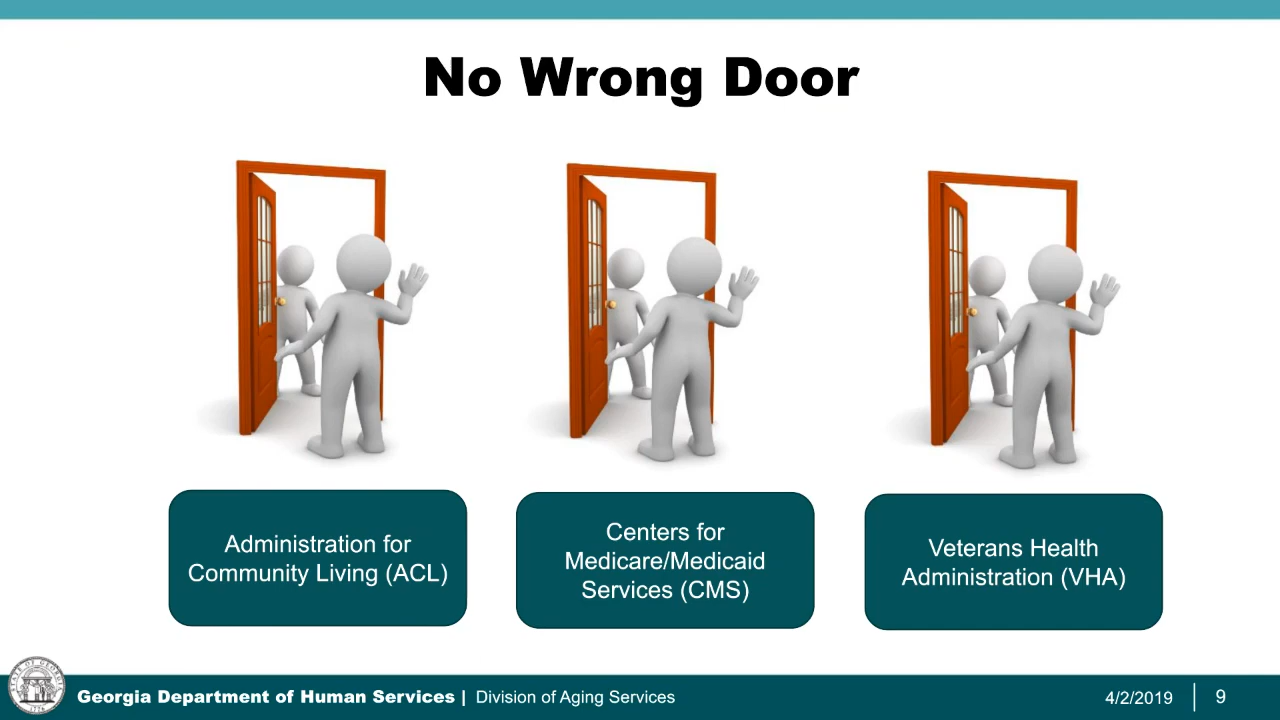 No Wrong Door
Administration for
Community Living (ACL)
Centers for
Medicare/Medicaid
Services (CMS)
Veterans Health
Administration (VHA)
Georgia Department of Human Services | Division of Aging Services
4/2/2019 | 9